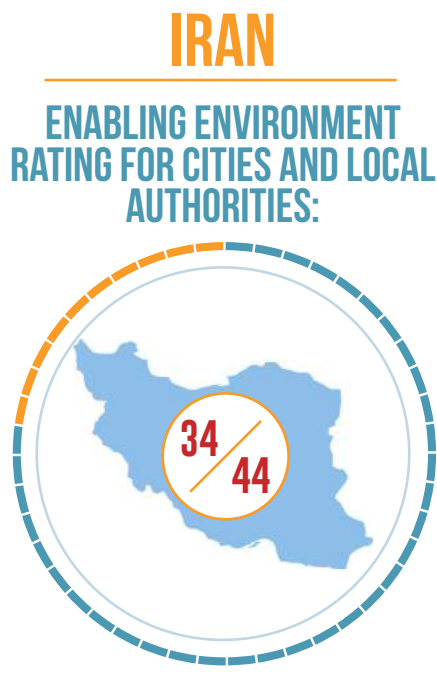 IRAN
ENABLING ENVIRONMENT
RATING FOR CITIES AND LOCAL
AUTHORITIES:
34
44